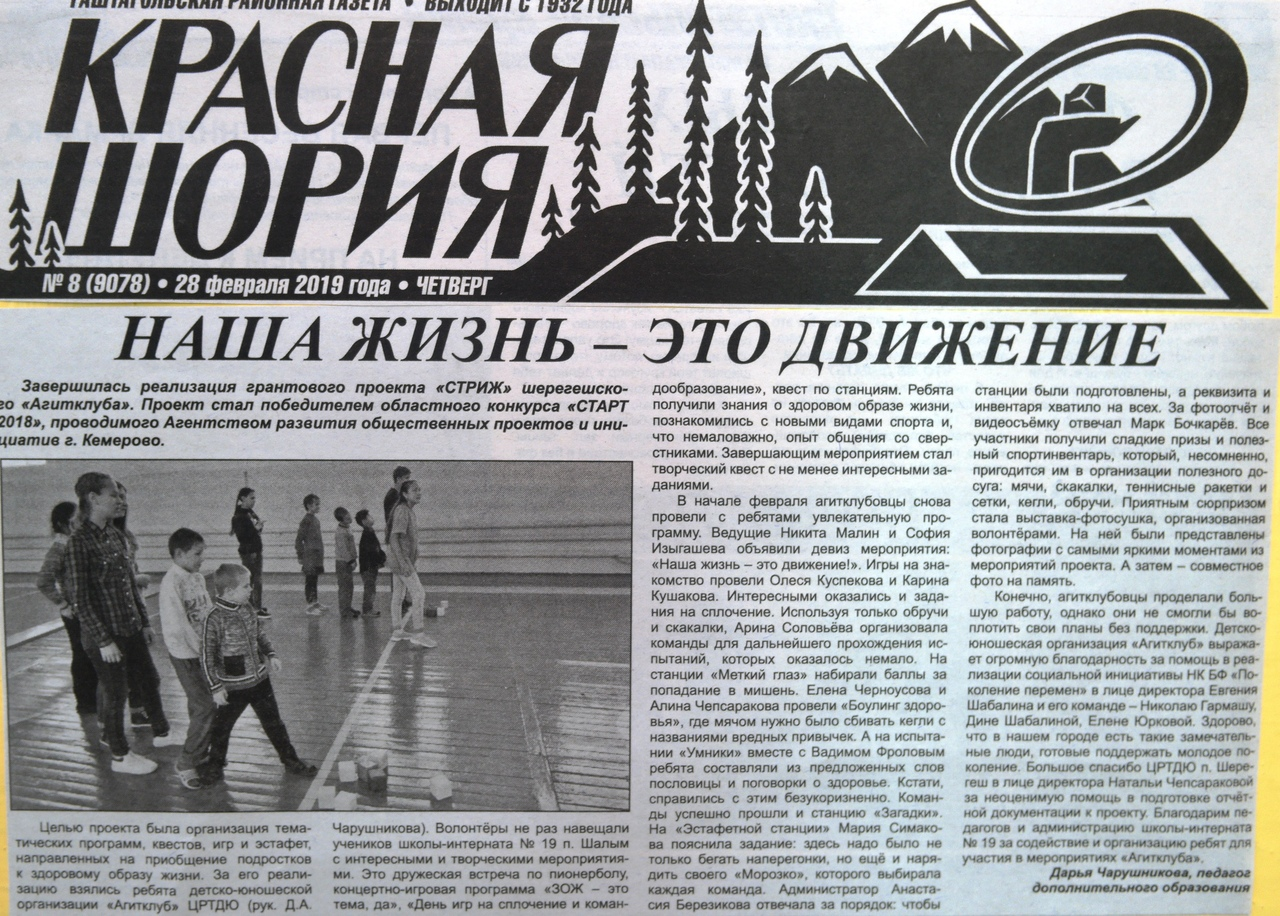 ТАШТАГОЛЬСКАЯ РАЙОННАЯ ГАЗЕТА • ВЫХОДИТ С 1932 ГОДА
КРАСНАЯ
ШОРИЯ
№ 8 (9078) • 28 февраля 2019 года • ЧЕТВЕРГ
НАША ЖИЗНЬ – ЭТО ДВИЖЕНИЕ
Завершилась реализация грантового проекта «СТРИЖ» шерегешско-
го «Агитклуба». Проект стал победителем областного конкурса «СТАРТ
2018», проводимого Агентством развития общественных проектов и ини-
циатив г. Кемерово.
Целью проекта была организация тема-
тических программ, квестов, игр и эстафет,
направленных на приобщение подростков
к здоровому образу жизни. За его реали-
зацию взялись ребята детско-юношеской
организации «Агитклуб» ЦРТДЮ (рук. Д.А.
Чарушникова). Волонтёры не раз навещали
учеников школы-интерната № 19 п. Шалым
с интересными и творческими мероприятия-
ми. Это дружеская встреча по пионерболу,
концертно-игровая программа «ЗОЖ – это
тема, да», «День игр на сплочение и коман-
дообразование», квест по станциям. Ребята
получили знания о здоровом образе жизни,
познакомились с новыми видами спорта и,
что немаловажно, опыт общения со свер-
стниками. Завершающим мероприятием стал
творческий квест с не менее интересными за-
даниями.
В начале февраля агитклубовцы снова
провели с ребятами увлекательную про-
грамму. Ведущие Никита Малин и София
Изыгашева объявили девиз мероприятия:
«Наша жизнь – это движение!». Игры на зна-
комство провели Олеся Куспекова и Карина
Кушакова. Интересными оказались и зада-
ния на сплочение. Используя только обручи
и скакалки, Арина Соловьёва организовала
команды для дальнейшего прохождения ис-
пытаний, которых оказалось немало. На
станции «Меткий глаз» набирали баллы за
попадание в мишень. Елена Черноусова и
Алина Чепсаракова провели «Боулинг здоро-
вья», где мячом нужно было сбивать кегли с
названиями вредных привычек. А на испыта-
нии «Умники» вместе с Вадимом Фроловым
ребята составляли из предложенных слов
пословицы и поговорки о здоровье. Кстати,
справились с этим безукоризненно. Коман-
ды успешно прошли и станцию «Загадки».
На «Эстафетной станции» Мария Симако-
ва пояснила задание: здесь надо было не
только бегать наперегонки, но ещё и наря-
дить своего «Морозко», которого выбирала
каждая команда. Администратор Анаста-
сия Березикова отвечала за порядок: чтобы
станции были подготовлены, а реквизита и
инвентаря хватило на всех. За фотоотчёт и
видеосъёмку отвечал Марк Бочкарёв. Все
участники получили сладкие призы и полез-
ный спортинвентарь, который, несомненно,
пригодится им в организации полезного до-
суга: мячи, скакалки, теннисные ракетки и
сетки, кегли, обручи. Приятным сюрпризом
стала выставка-фотосушка, организованная
волонтёрами. На ней были представлены
фотографии с самыми яркими моментами из
мероприятий проекта. А затем – совместное
фото на память.
Конечно, агитклубовцы проделали боль-
шую работу, однако они не смогли бы во-
плотить свои планы без поддержки. Детско-
юношеская организация «Агитклуб» выража-
ет огромную благодарность за помощь в реа-
лизации социальной инициативы НК БФ «По-
коление перемен» в лице директора Евгения
Шабалина и его команде – Николаю Гармашу,
Дине Шабалиной, Елене Юрковой. Здорово,
что в нашем городе есть такие замечатель-
ные люди, готовые поддержать молодое по-
коление. Большое спасибо ЦРТДЮ п. Шере-
геш в лице директора Натальи Чепсараковой
за неоценимую помощь в подготовке отчёт-
ной документации к проекту. Благодарим пе-
дагогов и администрацию школы-интерната
№ 19 за содействие и организацию ребят для
участия в мероприятиях «Агитклуба».
Дарья Чарушникова, педагог
дополнительного образования